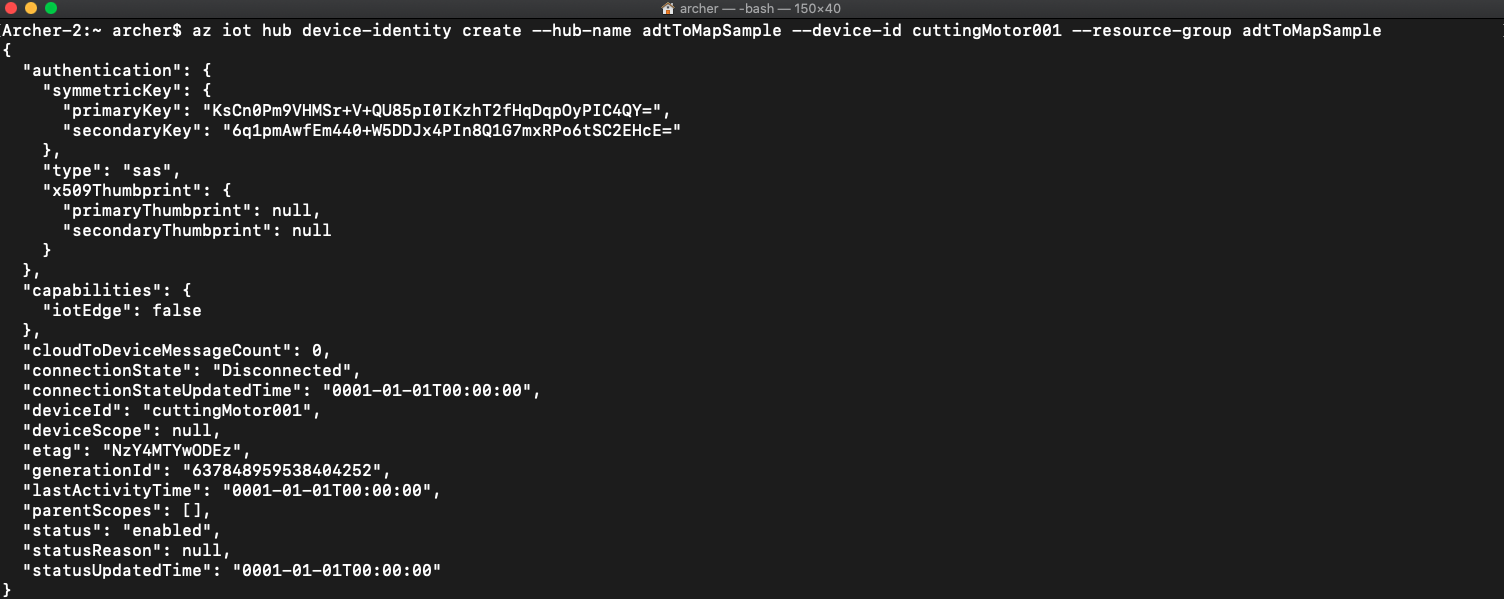 archer — -bash — 150×40
[Archer-2:~ archer$ az iot hub device-identity create --hub-name adtToMapSample --device-id cuttingMotor001 --resource-group adtToMapSample
{
  "authentication": {
    "symmetricKey": {
      "primaryKey": "KsCn0Pm9VHMSr+V+QU85pI0IKzhT2fHqDqpOyPIC4QY=",
      "secondaryKey": "6q1pmAwfEm440+W5DDJx4PIn8Q1G7mxRPo6tSC2EHcE="
    },
    "type": "sas",
    "x509Thumbprint": {
      "primaryThumbprint": null,
      "secondaryThumbprint": null
    }
  },
  "capabilities": {
    "iotEdge": false
  },
  "cloudToDeviceMessageCount": 0,
  "connectionState": "Disconnected",
  "connectionStateUpdatedTime": "0001-01-01T00:00:00",
  "deviceId": "cuttingMotor001",
  "deviceScope": null,
  "etag": "NzY4MTYwODEz",
  "generationId": "637848959538404252",
  "lastActivityTime": "0001-01-01T00:00:00",
  "parentScopes": [],
  "status": "enabled",
  "statusReason": null,
  "statusUpdatedTime": "0001-01-01T00:00:00"
}